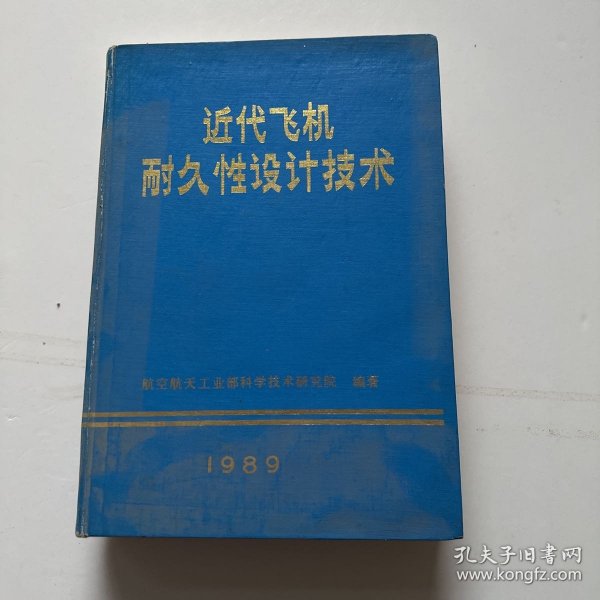 近代飞机
耐久性设计技术
航空航天工业部科学技术研究院 编著
1989
孔夫子旧书网
www.kongfz.com